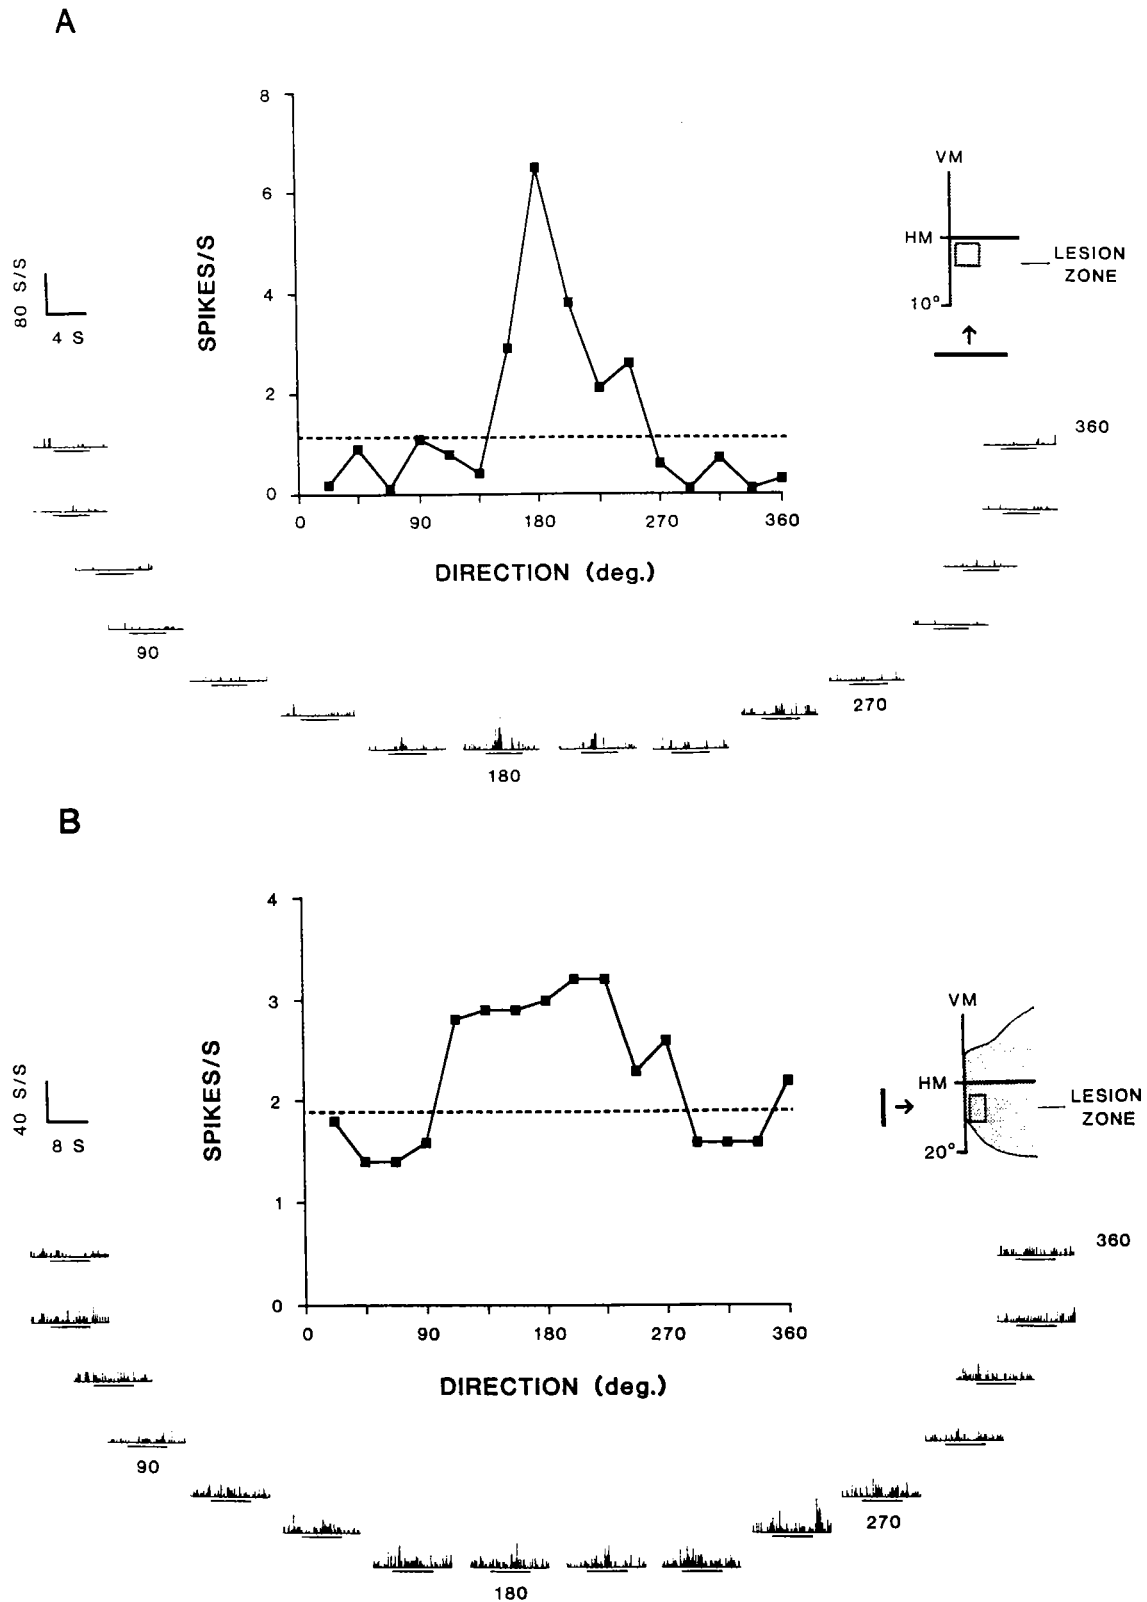 A
8
6
4
2
0
SPIKES/S
0 90 180 270 360
DIRECTION (deg.)
80 S/S
4 S
VM
HM
10°
LESION
ZONE
360
90
180
270
B
4
3
2
1
0
SPIKES/S
0 90 180 270 360
DIRECTION (deg.)
40 S/S
8 S
VM
HM
20°
LESION
ZONE
360
90
180
270